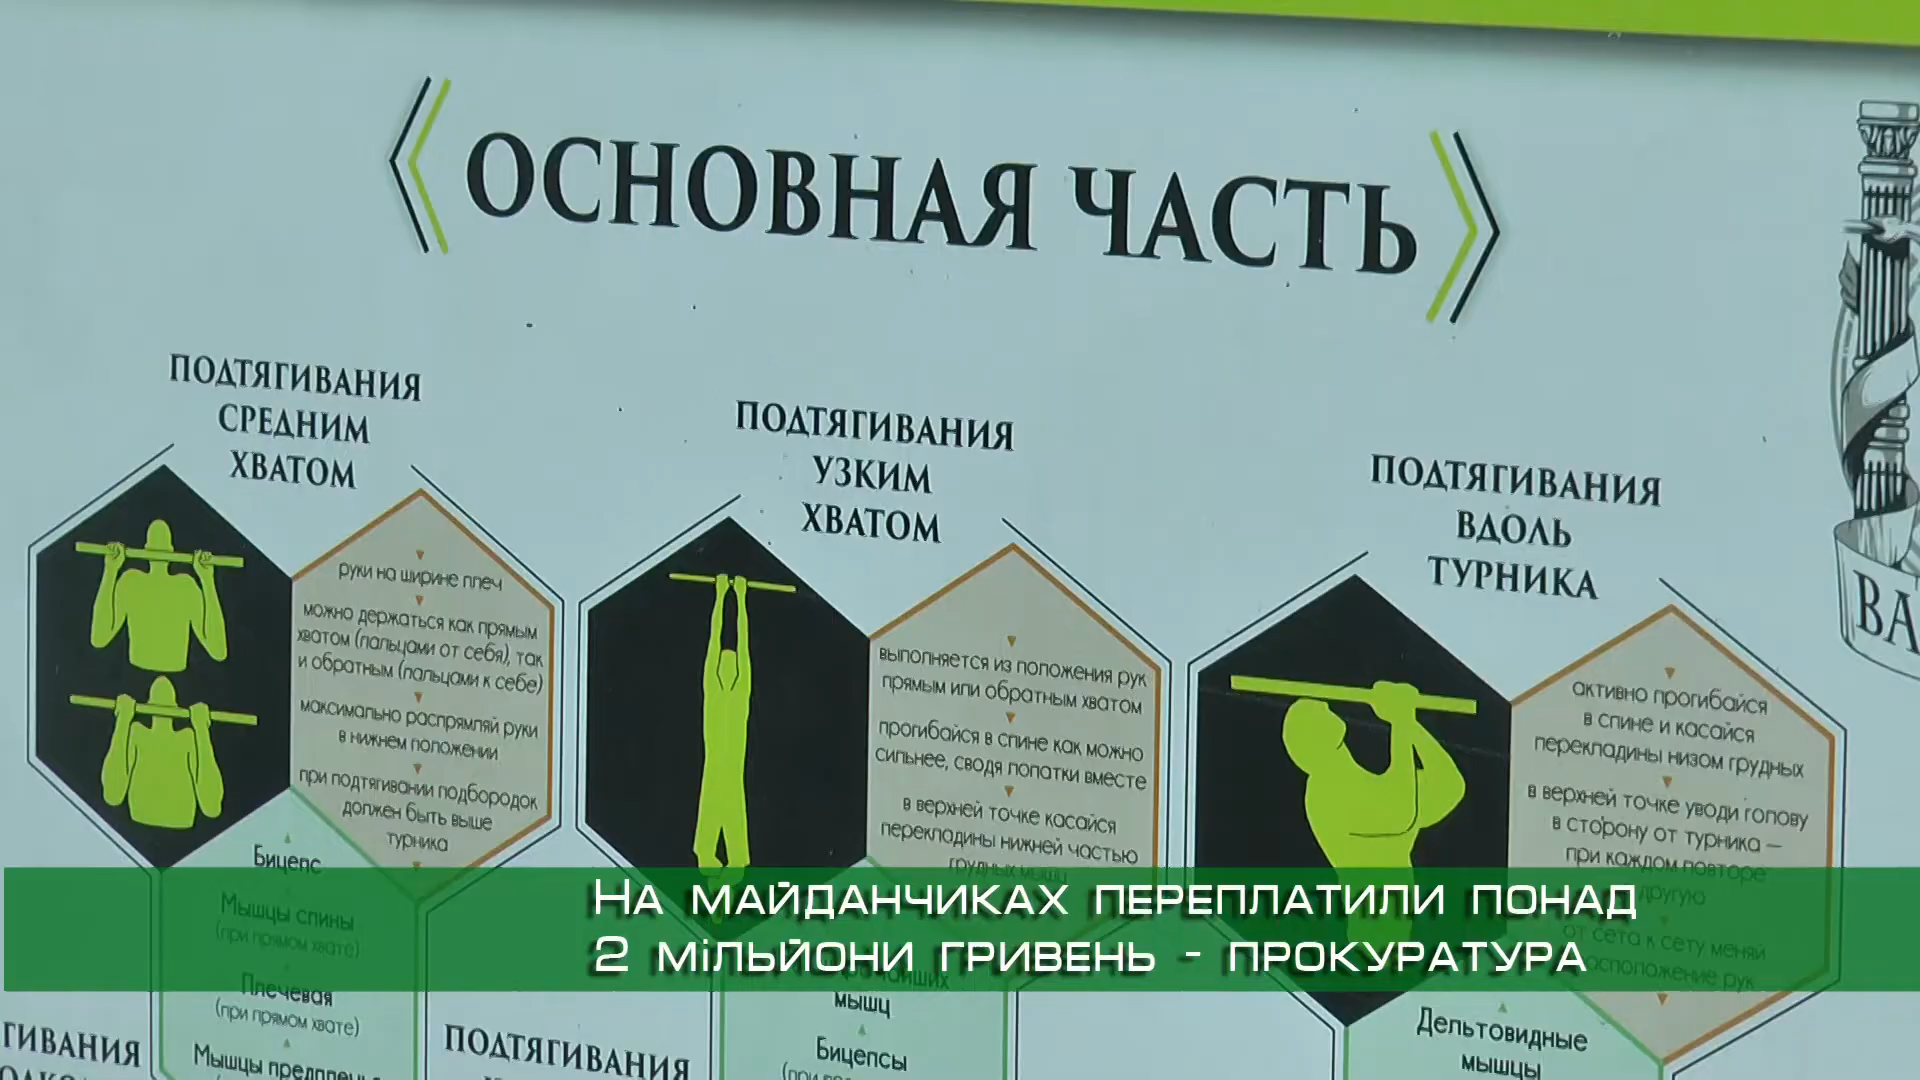 ОСНОВНАЯ ЧАСТЬ
ПОДТЯГИВАНИЯ
СРЕДНИМ
ХВАТОМ
руки на ширине плеч
можно держаться как прямым
хватом (пальцами от себя), так
и обратным (пальцами к себе)
максимально распрямляй руки
в нижнем положении
при подтягивании подбородок
должен быть выше
турника
Бицепс
Мышцы спины
(при прямом хвате)
Плечевая
(при прямом хвате)
ПОДТЯГИВАНИЯ
УЗКИМ
ХВАТОМ
выполняется из положения рук
прямым или обратным хватом
прогибайся в спине как можно
сильнее, сводя лопатки вместе
в верхней точке касайся
перекладины нижней частью
грудных мышц
мышц
Бицепсы
ПОДТЯГИВАНИЯ
ВДОЛЬ
ТУРНИКА
активно прогибайся
в спине и касайся
перекладины низом грудных
в верхней точке уводи голову
в сторону от турника —
при каждом повторе
другую
от сета к сету меняй
расположение рук
Дельтовидные
мышцы
ВА
ГИВАНИЯ
Мышцы
ПОДТЯГИВАНИЯ
На майданчиках переплатили понад
2 мільйони гривень - прокуратура